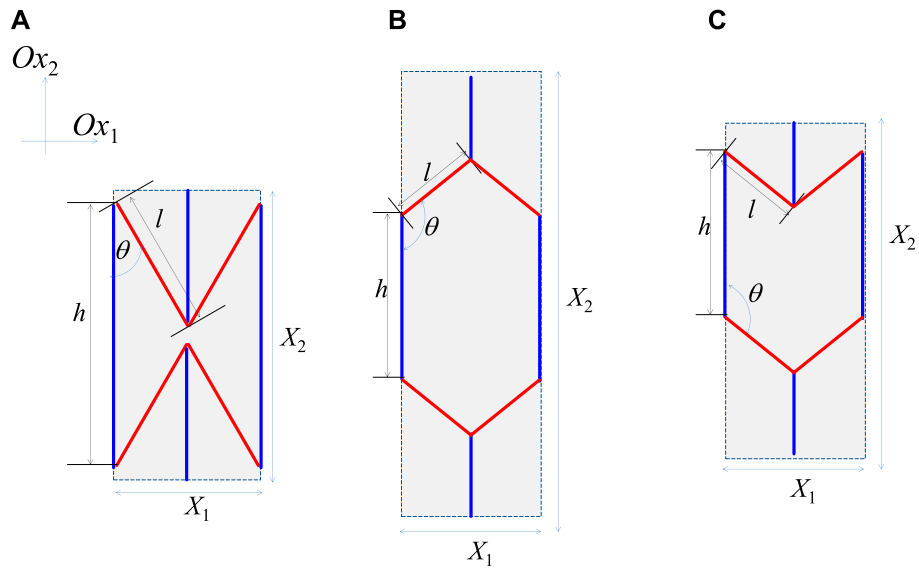 A
B
C
Ox₂
Ox₁
l
θ
h
X₂
X₁
l
θ
h
X₂
X₁
l
h
θ
X₂
X₁